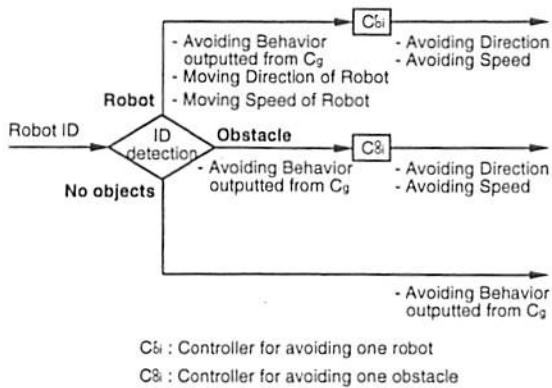 C6i
- Avoiding Behavior
outputted from Cg
- Moving Direction of Robot
- Moving Speed of Robot
- Avoiding Direction
- Avoiding Speed
Robot
Robot ID
ID
detection
Obstacle
- Avoiding Behavior
outputted from Cg
C8i
- Avoiding Direction
- Avoiding Speed
No objects
- Avoiding Behavior
outputted from Cg
C6i : Controller for avoiding one robot
C8i : Controller for avoiding one obstacle